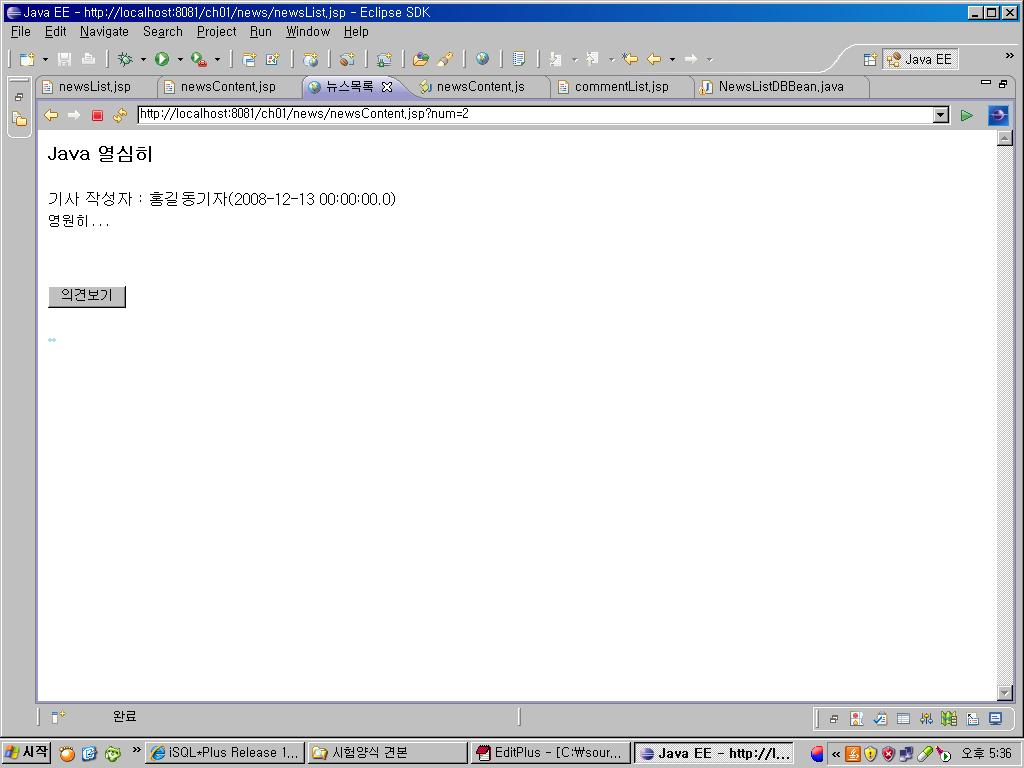 Java EE - http://localhost:8081/ch01/news/newsList.jsp - Eclipse SDK
File Edit Navigate Search Project Run Window Help
Java EE
newsList.jsp newsContent.jsp 뉴스목록 newsContent.js commentList.jsp NewsListDBBean.java
http://localhost:8081/ch01/news/newsContent.jsp?num=2
Java 열심히
기사 작성자 : 홍길동기자(2008-12-13 00:00:00.0)
영원히...
의견보기
완료
시작 iSQL*Plus Release 1... 시험양식 견본 EditPlus - [C:₩sour... Java EE - http://l... 오후 5:36